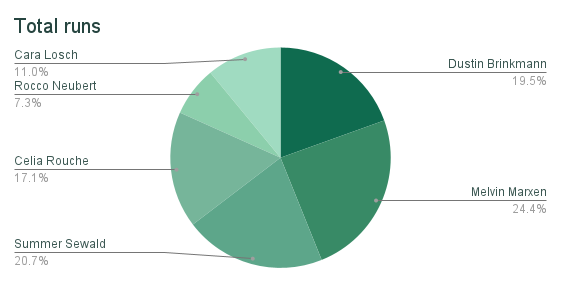 Total runs
Cara Losch
11.0%
Rocco Neubert
7.3%
Celia Rouche
17.1%
Summer Sewald
20.7%
Dustin Brinkmann
19.5%
Melvin Marxen
24.4%